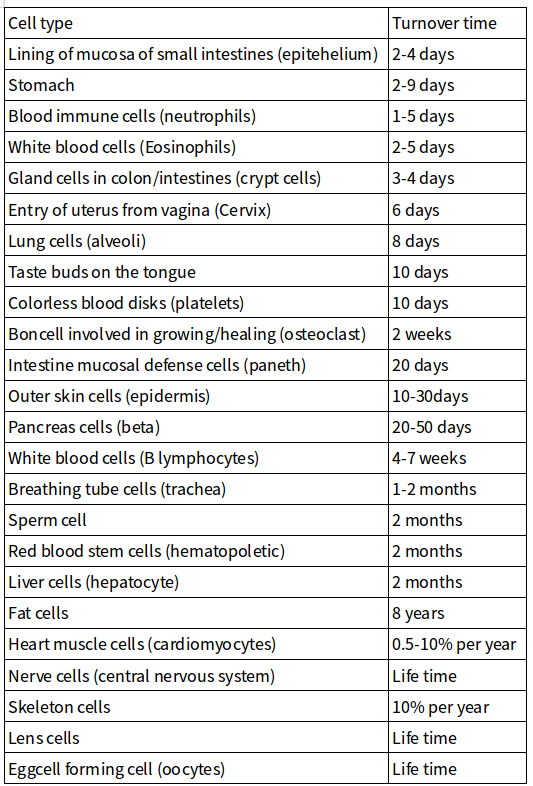 Cell type Turnover time
Lining of mucosa of small intestines (epitehelium) 2-4 days
Stomach 2-9 days
Blood immune cells (neutrophils) 1-5 days
White blood cells (Eosinophils) 2-5 days
Gland cells in colon/intestines (crypt cells) 3-4 days
Entry of uterus from vagina (Cervix) 6 days
Lung cells (alveoli) 8 days
Taste buds on the tongue 10 days
Colorless blood disks (platelets) 10 days
Boncell involved in growing/healing (osteoclast) 2 weeks
Intestine mucosal defense cells (paneth) 20 days
Outer skin cells (epidermis) 10-30days
Pancreas cells (beta) 20-50 days
White blood cells (B lymphocytes) 4-7 weeks
Breathing tube cells (trachea) 1-2 months
Sperm cell 2 months
Red blood stem cells (hematopoletic) 2 months
Liver cells (hepatocyte) 2 months
Fat cells 8 years
Heart muscle cells (cardiomyocytes) 0.5-10% per year
Nerve cells (central nervous system) Life time
Skeleton cells 10% per year
Lens cells Life time
Eggcell forming cell (oocytes) Life time